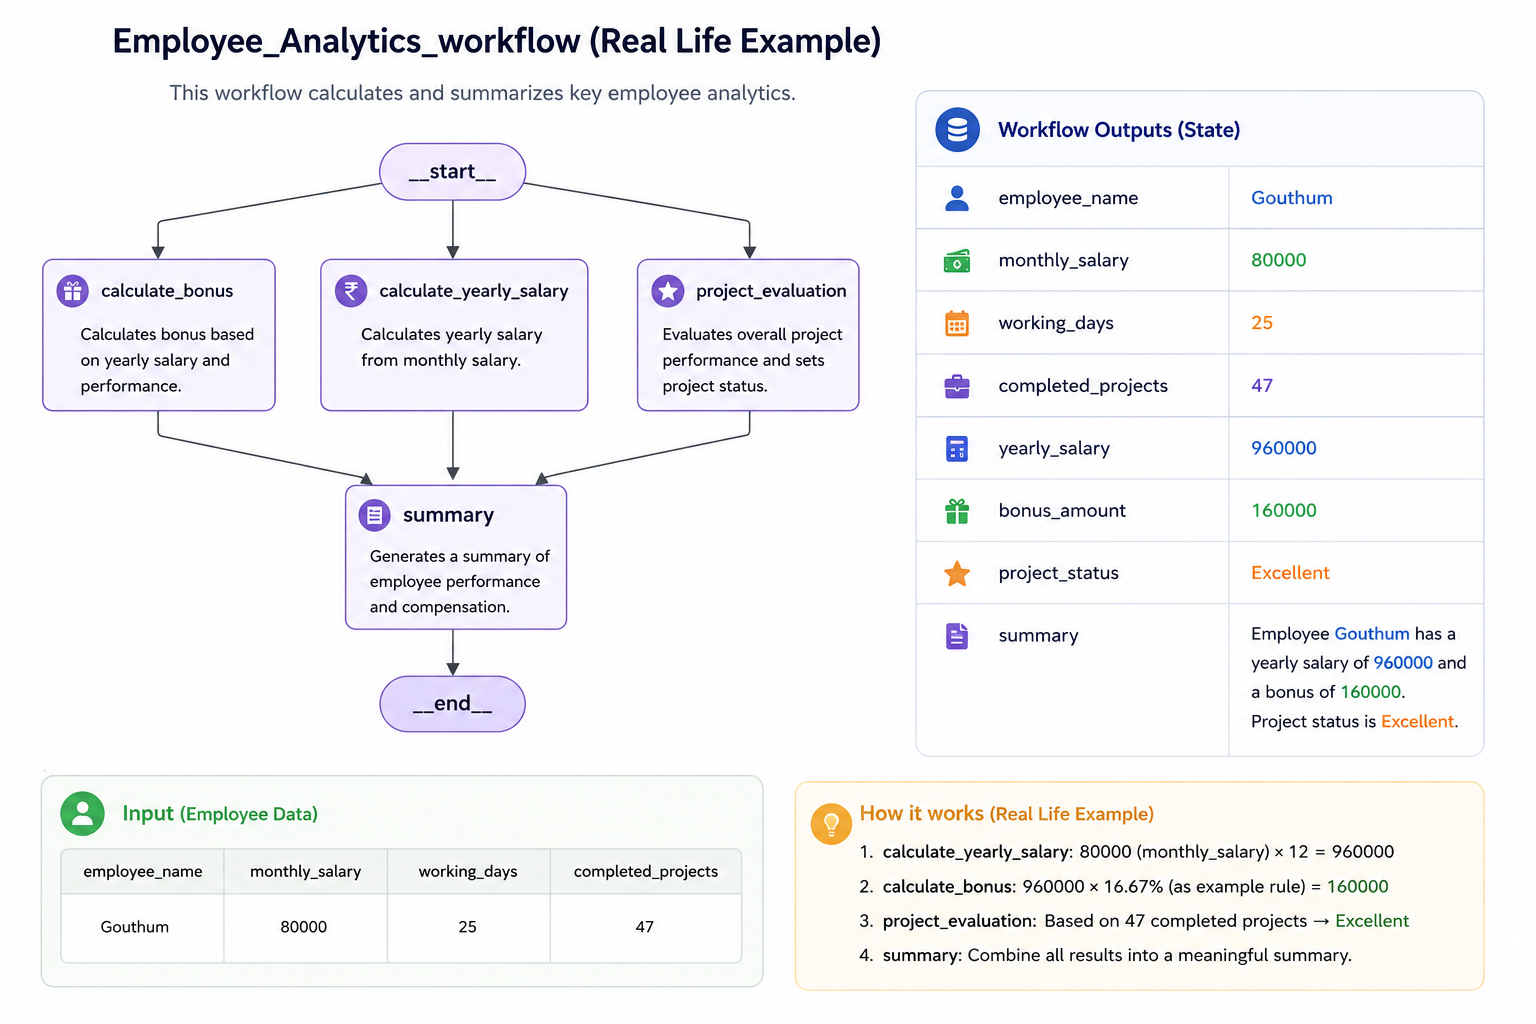 Employee_Analytics_workflow (Real Life Example)
This workflow calculates and summarizes key employee analytics.
__start__
calculate_bonus
Calculates bonus based
on yearly salary and
performance.
calculate_yearly_salary
Calculates yearly salary
from monthly salary.
project_evaluation
Evaluates overall project
performance and sets
project status.
summary
Generates a summary of
employee performance
and compensation.
__end__
Workflow Outputs (State)
employee_name Gouthum
monthly_salary 80000
working_days 25
completed_projects 47
yearly_salary 960000
bonus_amount 160000
project_status Excellent
summary
Employee Gouthum has a
yearly salary of 960000 and
a bonus of 160000.
Project status is Excellent.
Input (Employee Data)
employee_name monthly_salary working_days completed_projects
Gouthum 80000 25 47
How it works (Real Life Example)
1. calculate_yearly_salary: 80000 (monthly_salary) × 12 = 960000
2. calculate_bonus: 960000 × 16.67% (as example rule) = 160000
3. project_evaluation: Based on 47 completed projects → Excellent
4. summary: Combine all results into a meaningful summary.